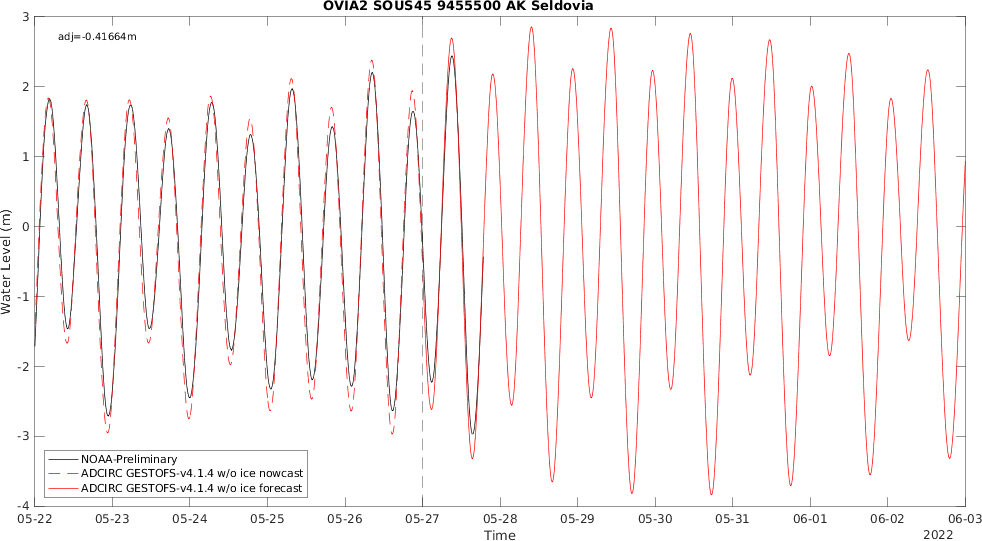 OVIA2 SOUS45 9455500 AK Seldovia
adj=-0.41664m
3
2
1
0
-1
-2
-3
-4
Water Level (m)
NOAA-Preliminary
ADCIRC GESTOFS-v4.1.4 w/o ice nowcast
ADCIRC GESTOFS-v4.1.4 w/o ice forecast
05-22 05-23 05-24 05-25 05-26 05-27 05-28 05-29 05-30 05-31 06-01 06-02 06-03
Time
2022